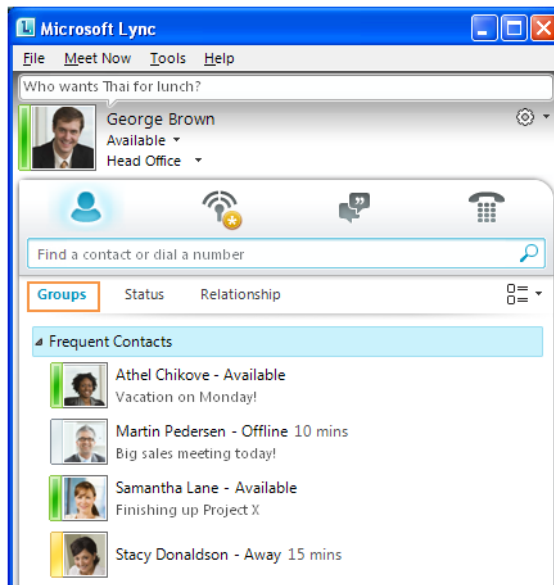 Microsoft Lync
File Meet Now Tools Help
Who wants Thai for lunch?
George Brown
Available
Head Office
Find a contact or dial a number
Groups Status Relationship
Frequent Contacts
Athel Chikove - Available
Vacation on Monday!
Martin Pedersen - Offline 10 mins
Big sales meeting today!
Samantha Lane - Available
Finishing up Project X
Stacy Donaldson - Away 15 mins